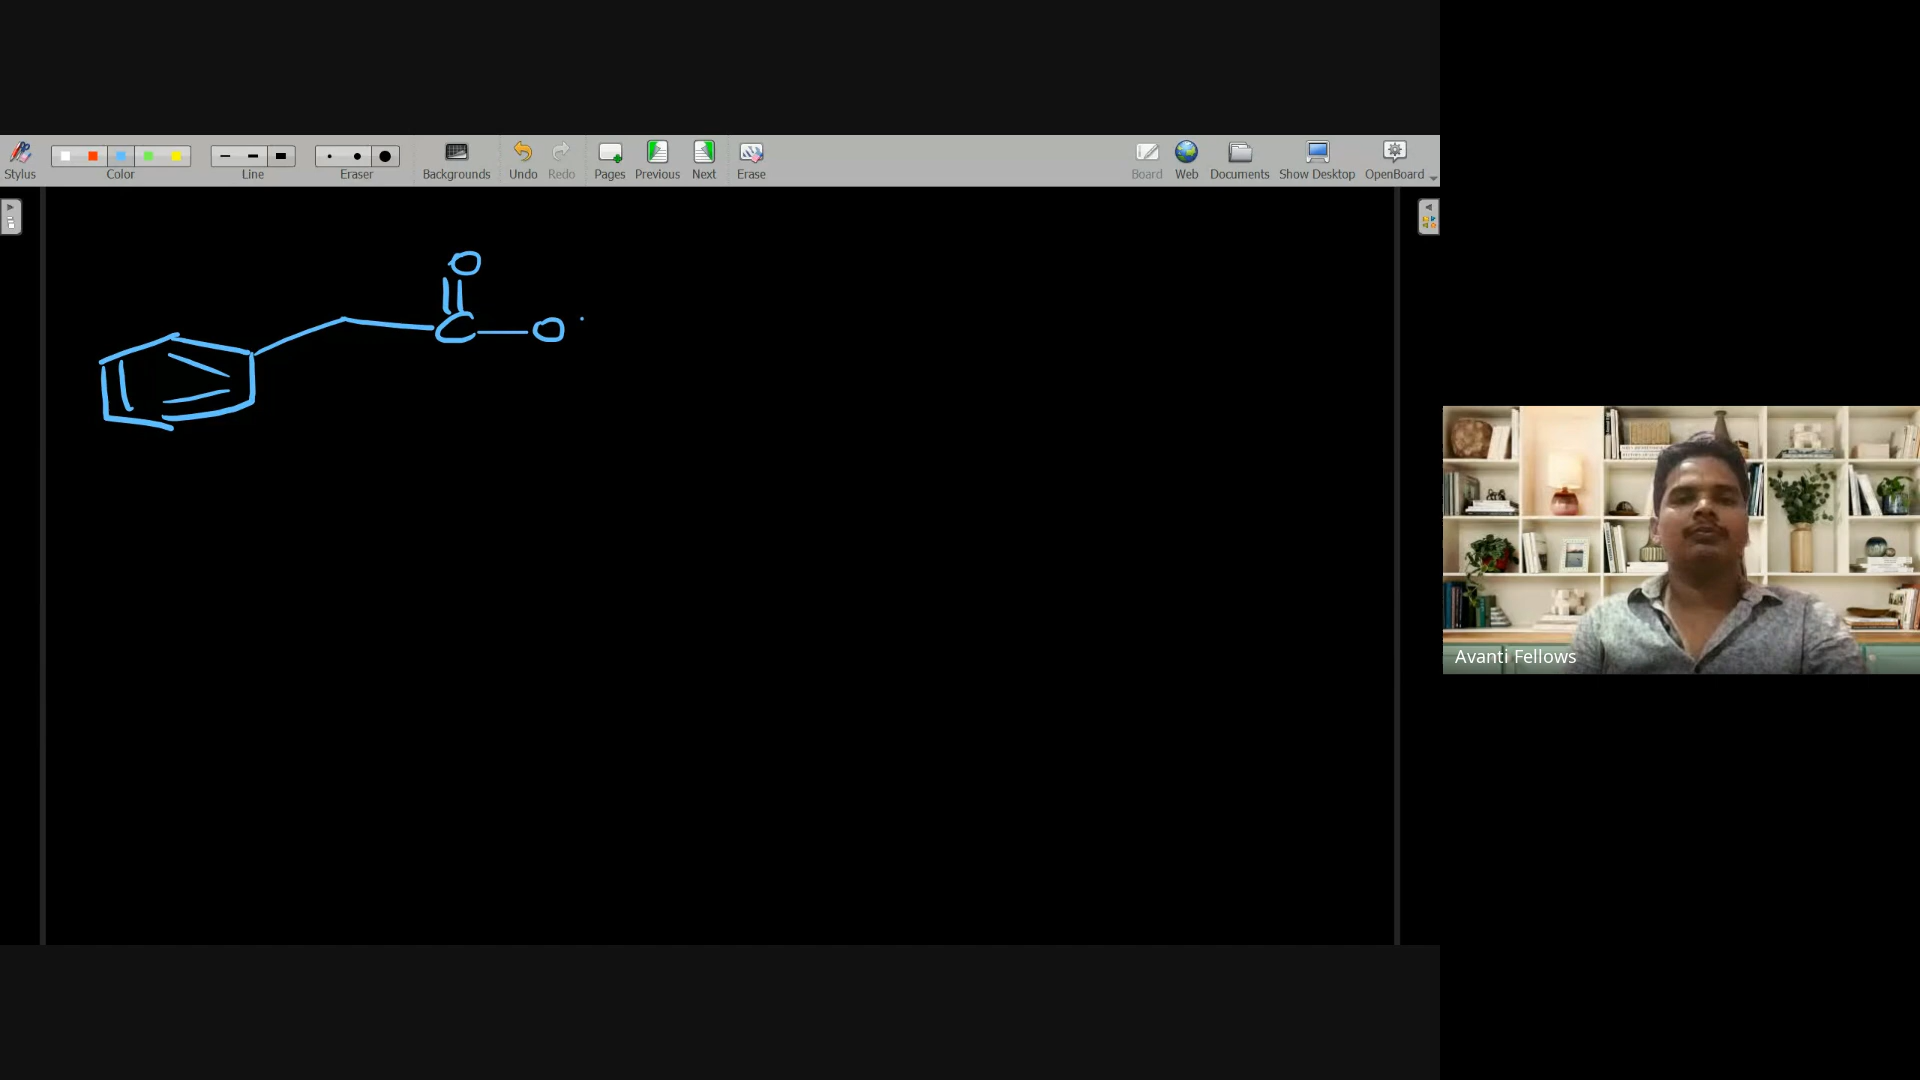 Stylus Color Line Eraser Backgrounds Undo Redo Pages Previous Next Erase Board Web Documents Show Desktop OpenBoard
O
C O
Avanti Fellows